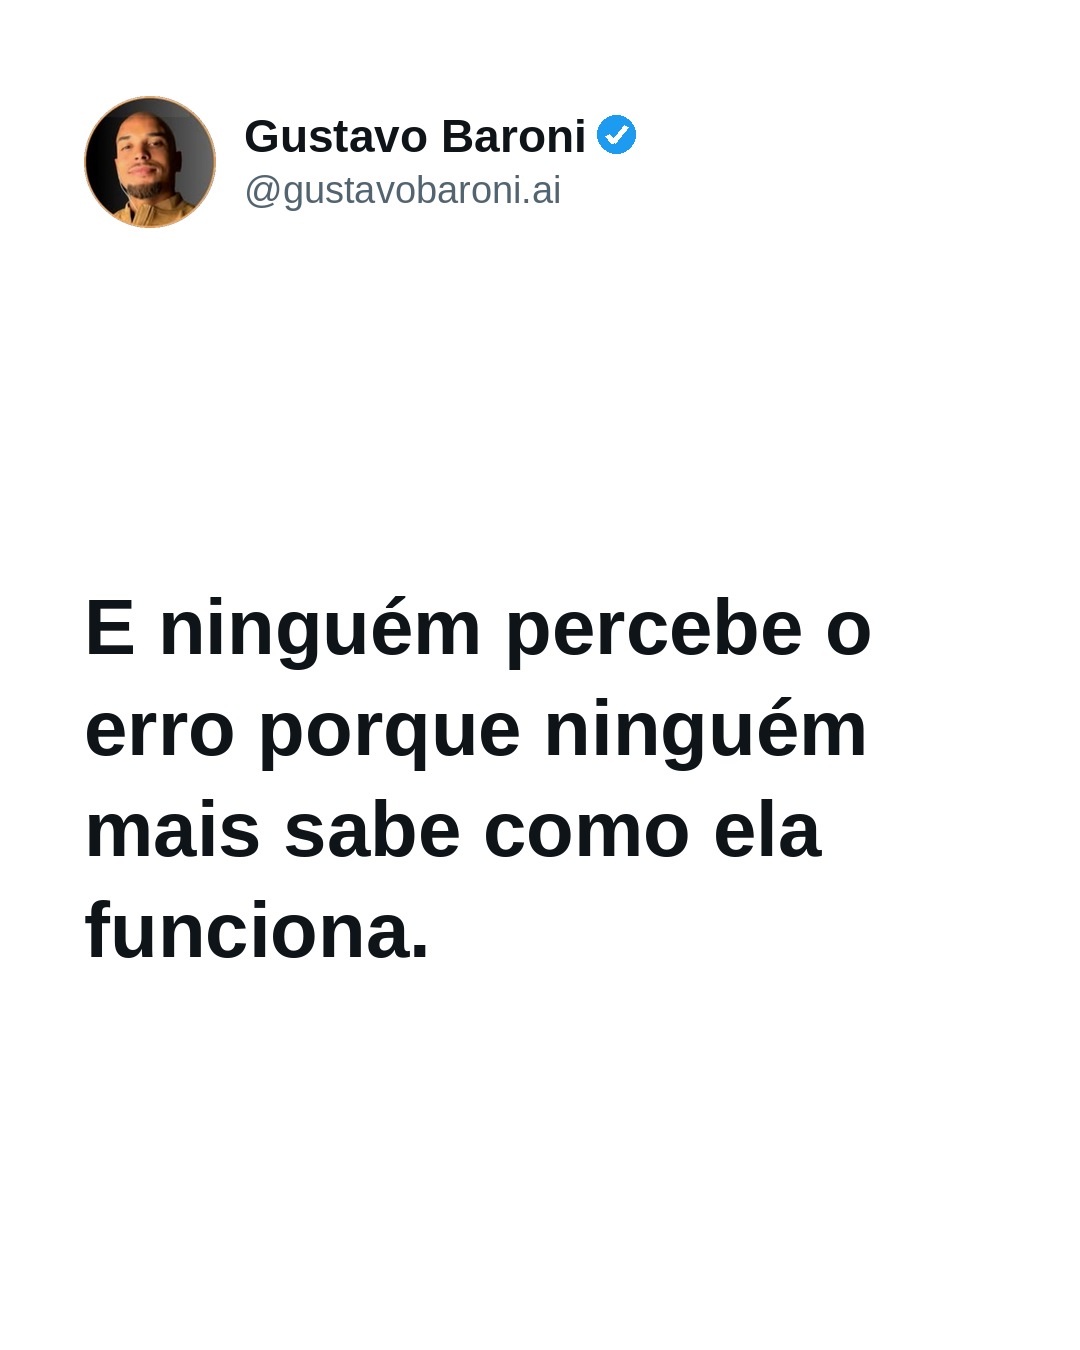 Gustavo Baroni
@gustavobaroni.ai
E ninguém percebe o
erro porque ninguém
mais sabe como ela
funciona.